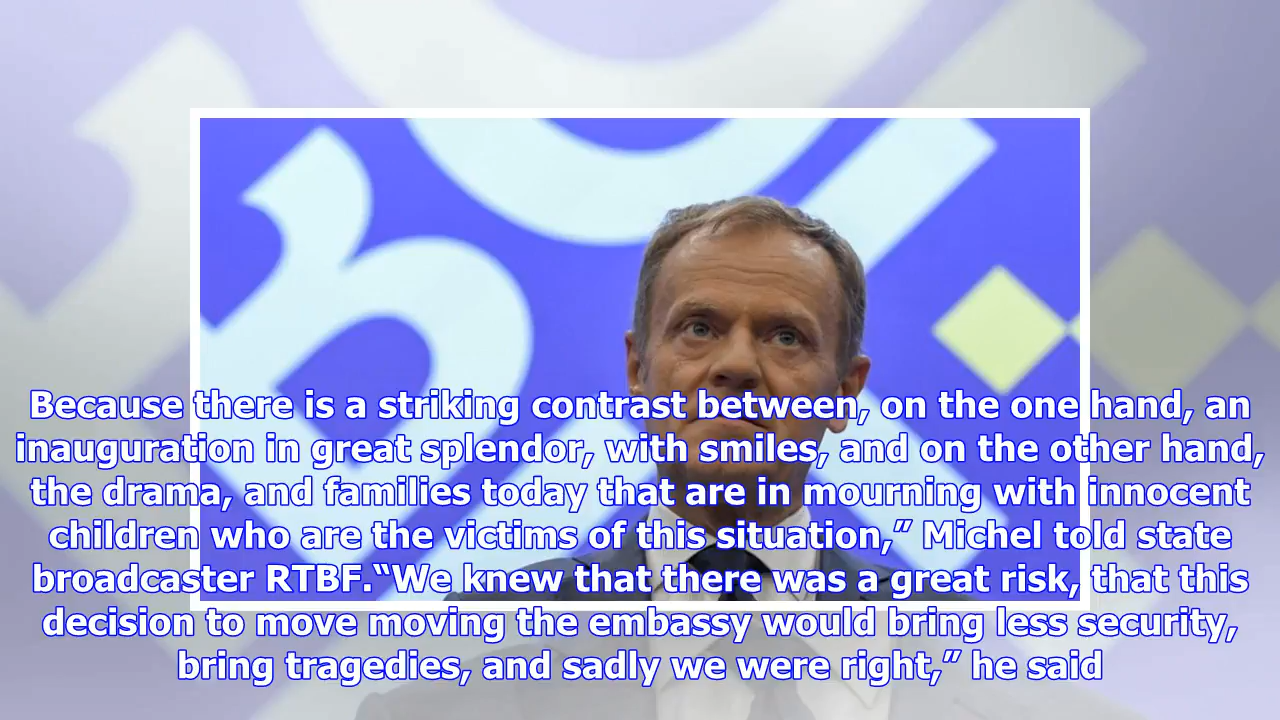 Because there is a striking contrast between, on the one hand, an
inauguration in great splendor, with smiles, and on the other hand,
the drama, and families today that are in mourning with innocent
children who are the victims of this situation,” Michel told state
broadcaster RTBF.“We knew that there was a great risk, that this
decision to move moving the embassy would bring less security,
bring tragedies, and sadly we were right,” he said